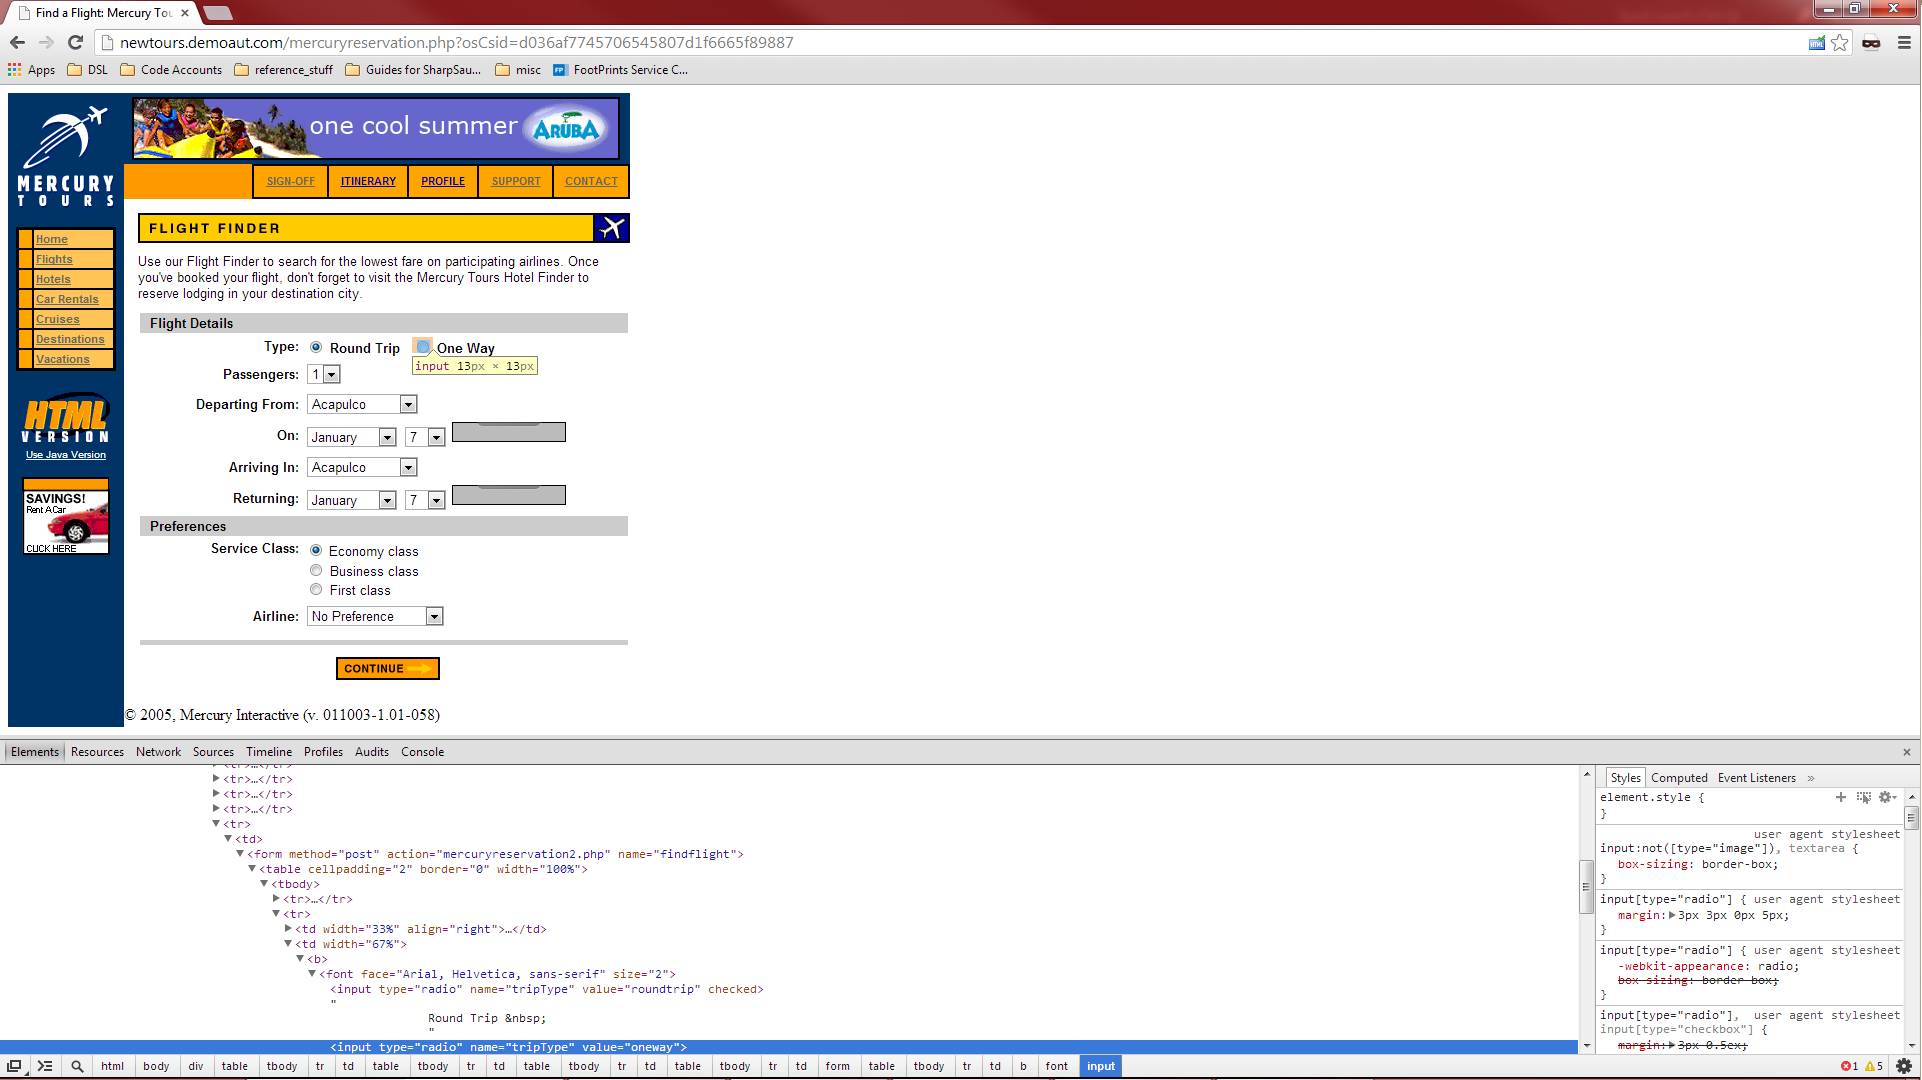 Find a Flight: Mercury Tou
newtours.demoaut.com/mercuryreservation.php?osCsid=d036af7745706545807d1f6665f89887
Apps DSL Code Accounts reference_stuff Guides for SharpSau... misc FP FootPrints Service C...
one cool summer ARUBA
MERCURY
TOURS
SIGN-OFF ITINERARY PROFILE SUPPORT CONTACT
FLIGHT FINDER
Home
Flights
Hotels
Car Rentals
Cruises
Destinations
Vacations
HTML
VERSION
Use Java Version
SAVINGS!
Rent A Car
CLICK HERE
Use our Flight Finder to search for the lowest fare on participating airlines. Once
you've booked your flight, don't forget to visit the Mercury Tours Hotel Finder to
reserve lodging in your destination city.
Flight Details
Type: Round Trip One Way
input 13px × 13px
Passengers: 1
Departing From: Acapulco
On: January 7
Arriving In: Acapulco
Returning: January 7
Preferences
Service Class: Economy class
Business class
First class
Airline: No Preference
CONTINUE
© 2005, Mercury Interactive (v. 011003-1.01-058)
Elements Resources Network Sources Timeline Profiles Audits Console
<tr>…</tr>
<tr>…</tr>
<tr>…</tr>
<tr>…</tr>
<tr>
<td>
<form method="post" action="mercuryreservation2.php" name="findflight">
<table cellpadding="2" border="0" width="100%">
<tbody>
<tr>…</tr>
<tr>
<td width="33%" align="right">…</td>
<td width="67%">
<b>
<font face="Arial, Helvetica, sans-serif" size="2">
<input type="radio" name="tripType" value="roundtrip" checked>
"
Round Trip &nbsp;
"
<input type="radio" name="tripType" value="oneway">
Styles Computed Event Listeners »
element.style {
}
user agent stylesheet
input:not([type="image"]), textarea {
box-sizing: border-box;
}
input[type="radio"] { user agent stylesheet
margin: 3px 3px 0px 5px;
}
input[type="radio"] { user agent stylesheet
-webkit-appearance: radio;
box-sizing: border-box;
}
input[type="radio"], user agent stylesheet
input[type="checkbox"] {
margin: 3px 0.5ex;
html body div table tbody tr td table tbody tr td table tbody tr td table tbody tr td form table tbody tr td b font input
1 5